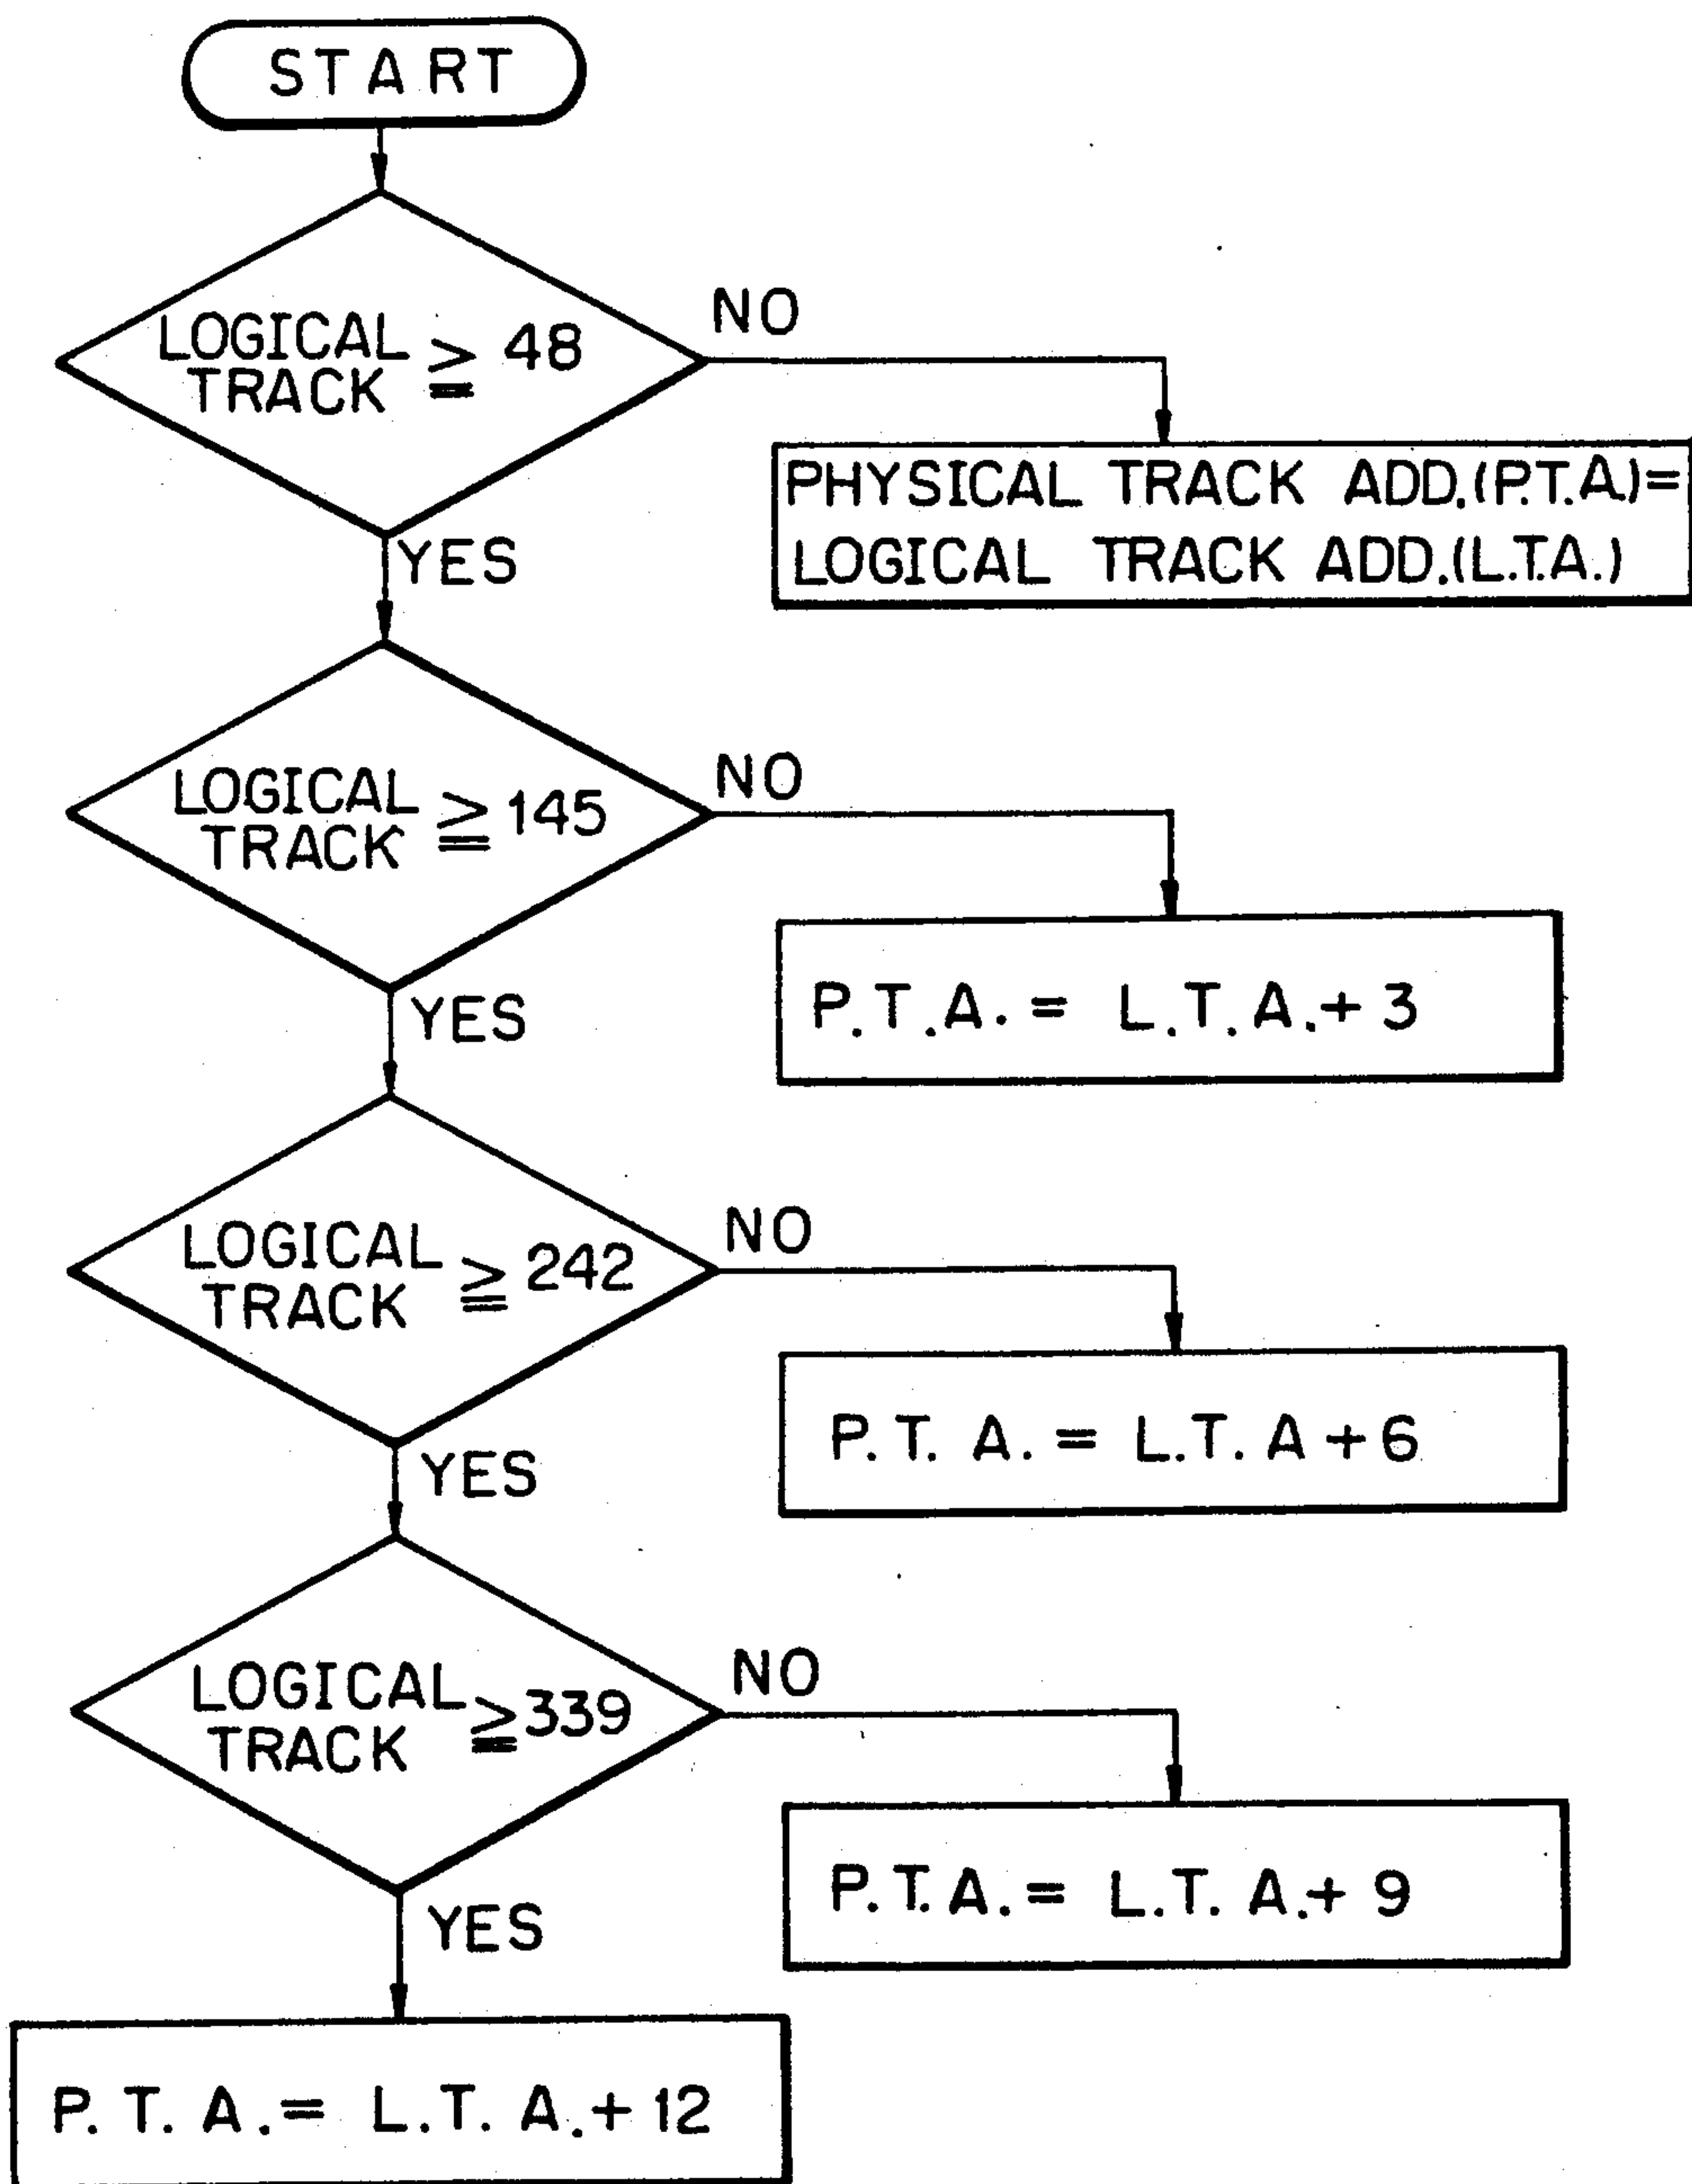 START
LOGICAL
TRACK ≧ 48
NO
PHYSICAL TRACK ADD.(P.T.A.)=
LOGICAL TRACK ADD.(L.T.A.)
YES
LOGICAL
TRACK ≧ 145
NO
P.T.A. = L.T.A. + 3
YES
LOGICAL
TRACK ≧ 242
NO
P.T.A. = L.T.A + 6
YES
LOGICAL
TRACK ≧ 339
NO
P.T.A. = L.T.A. + 9
YES
P.T.A. = L.T.A. + 12